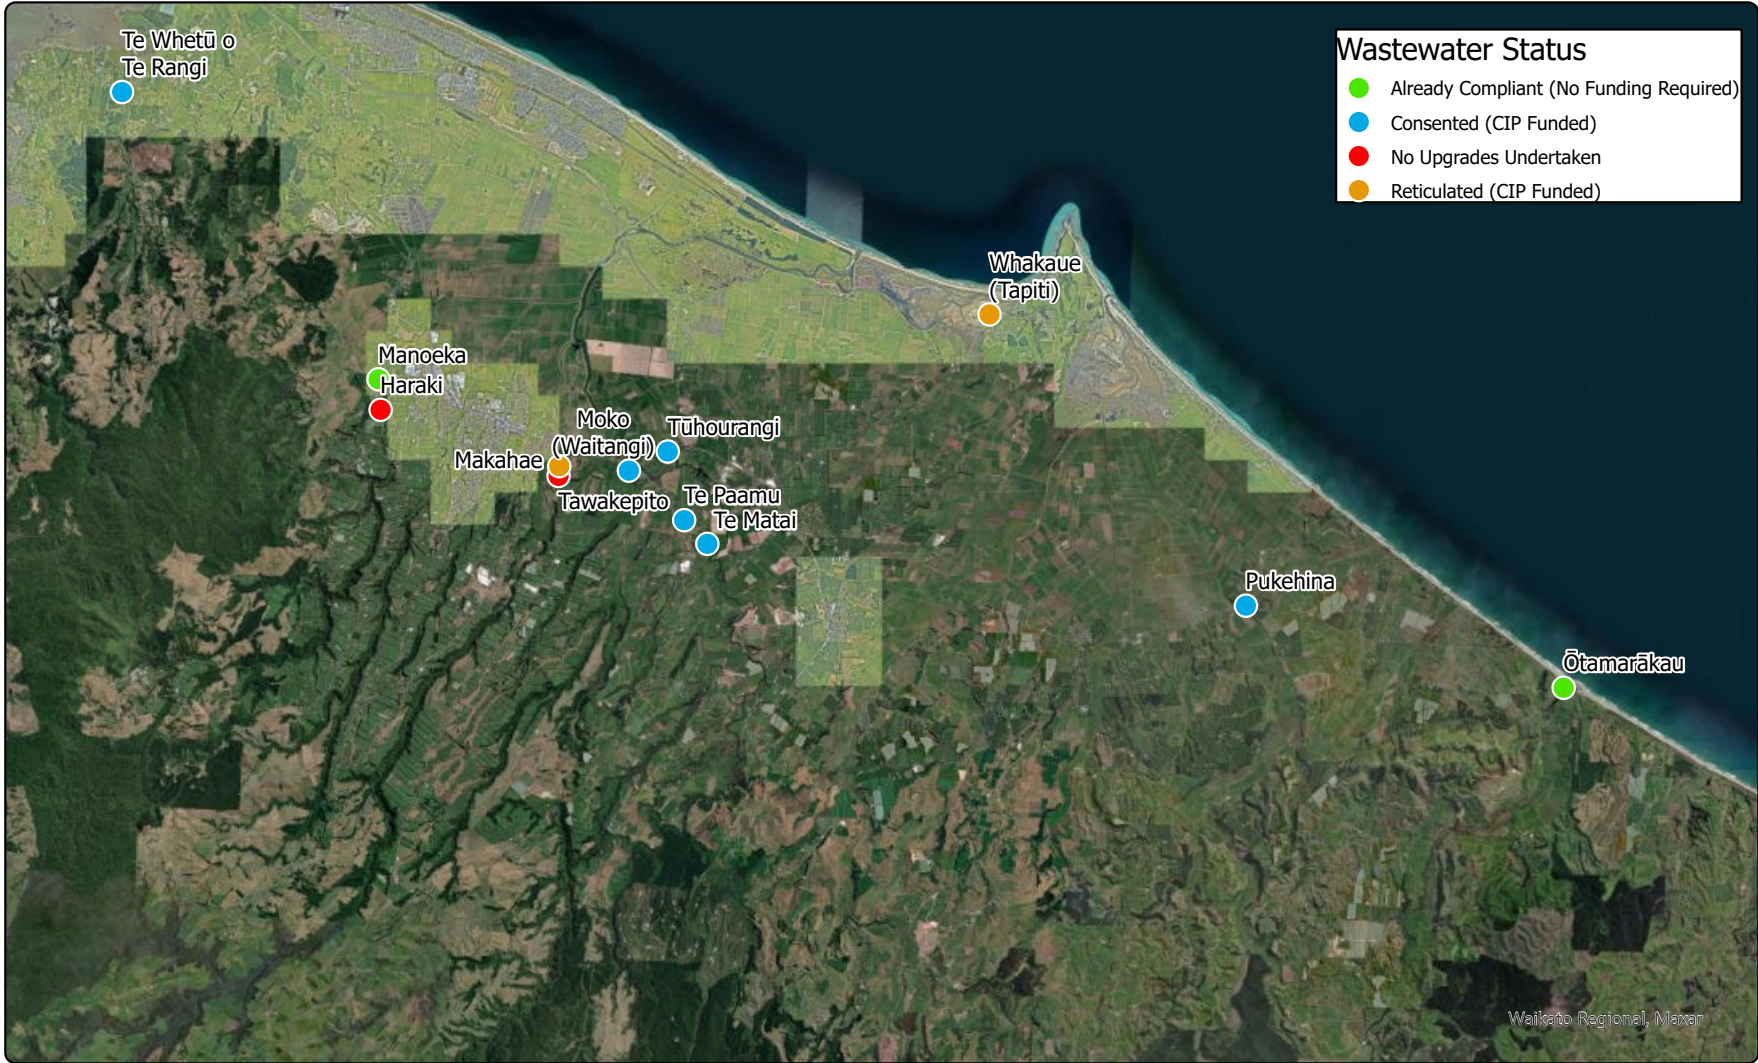 Te Whetū o
Te Rangi
Wastewater Status
Already Compliant (No Funding Required)
Consented (CIP Funded)
No Upgrades Undertaken
Reticulated (CIP Funded)
Whakaue
(Tapiti)
Manoeka
Haraki
Moko
(Waitangi)
Tūhourangi
Makahae
Tawakepito
Te Paamu
Te Matai
Pukehina
Ōtamarākau
Waikato Regional, Maxar